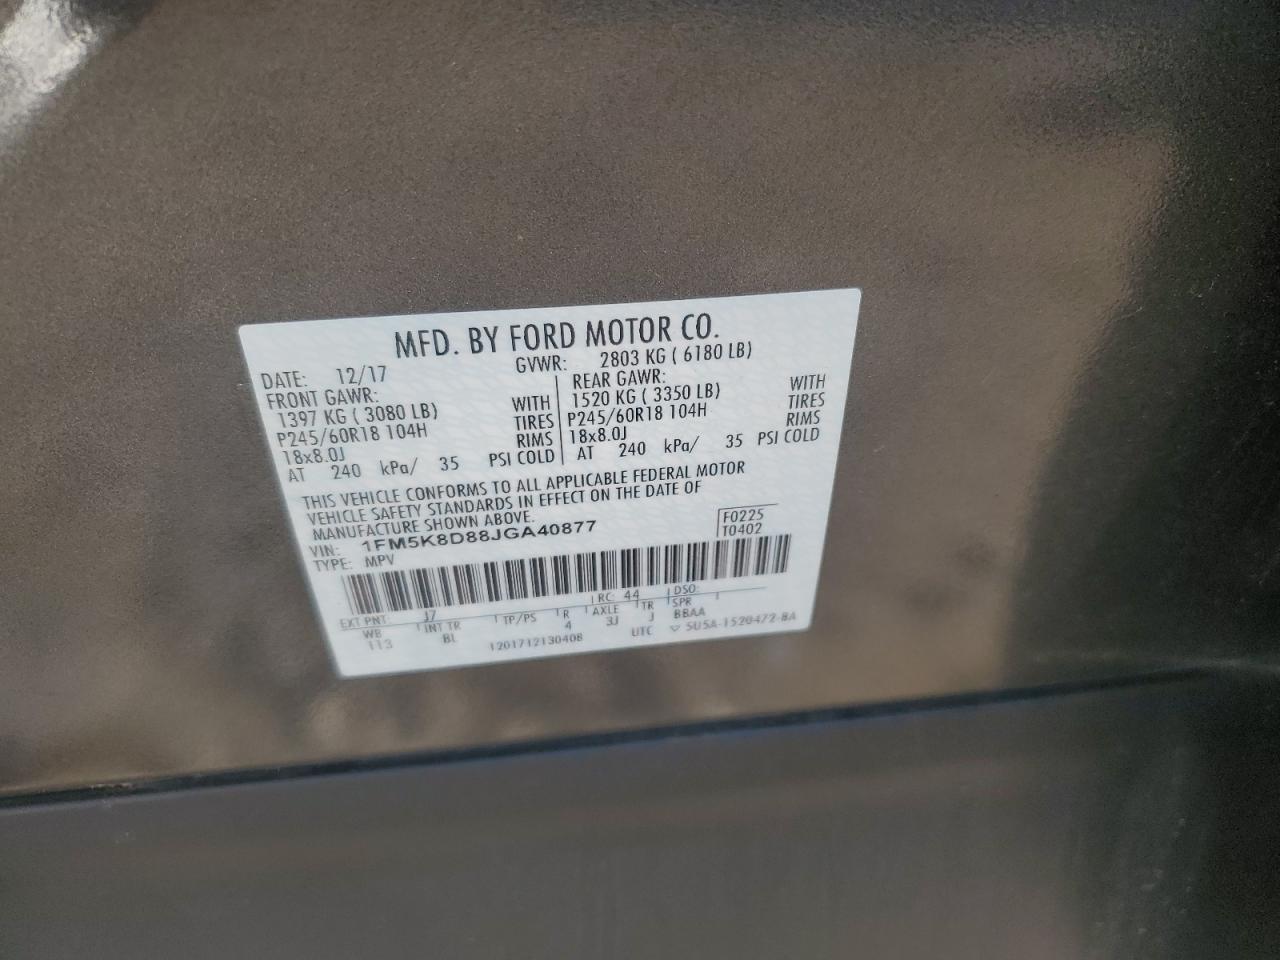 MFD. BY FORD MOTOR CO.
DATE: 12/17 GVWR: 2803 KG ( 6180 LB)
FRONT GAWR: REAR GAWR:
1397 KG ( 3080 LB) WITH 1520 KG ( 3350 LB) WITH
P245/60R18 104H TIRES P245/60R18 104H TIRES
18x8.0J RIMS 18x8.0J RIMS
AT 240 kPa/ 35 PSI COLD AT 240 kPa/ 35 PSI COLD
THIS VEHICLE CONFORMS TO ALL APPLICABLE FEDERAL MOTOR
VEHICLE SAFETY STANDARDS IN EFFECT ON THE DATE OF
MANUFACTURE SHOWN ABOVE.
VIN: 1FM5K8D88JGA40877 F0225
TYPE: MPV T0402
EXT PNT: J7 RC: 44 DSO:
WB INT TR TP/PS R AXLE TR SPR
113 BL 4 3J J BBAA
1201712130408 UTC ▽ 5U5A-1520472-BA